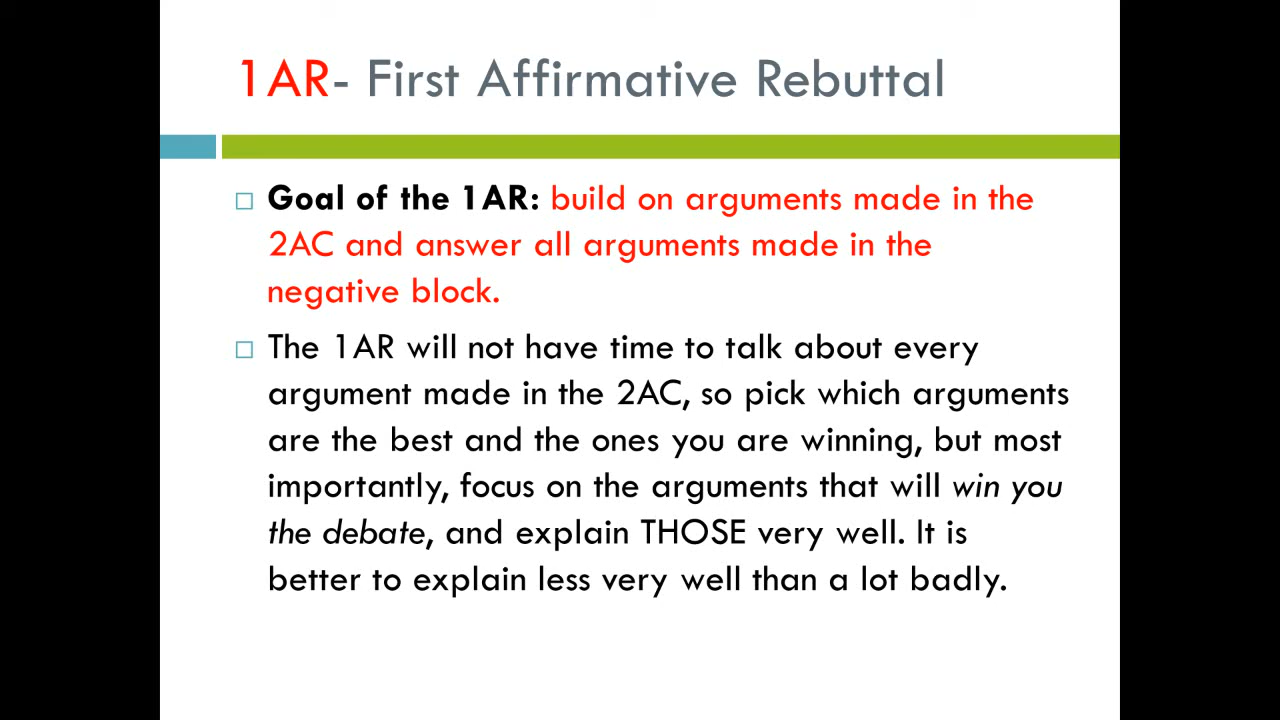 1AR- First Affirmative Rebuttal
Goal of the 1AR: build on arguments made in the
2AC and answer all arguments made in the
negative block.
The 1AR will not have time to talk about every
argument made in the 2AC, so pick which arguments
are the best and the ones you are winning, but most
importantly, focus on the arguments that will win you
the debate, and explain THOSE very well. It is
better to explain less very well than a lot badly.